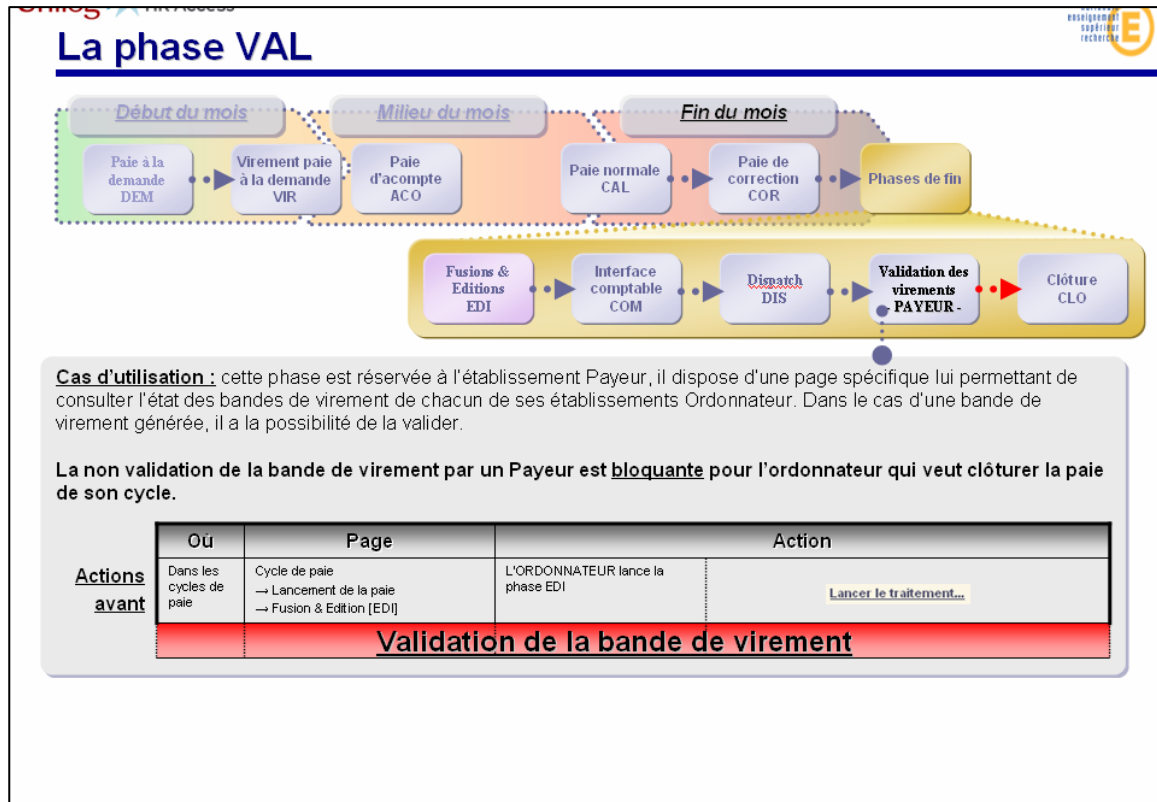 HR Access
enseignement
supérieur
recherche
E
La phase VAL
Début du mois
Milieu du mois
Fin du mois
Paie à la
demande
DEM
Virement paie
à la demande
VIR
Paie
d'acompte
ACO
Paie normale
CAL
Paie de
correction
COR
Phases de fin
Fusions &
Editions
EDI
Interface
comptable
COM
Dispatch
DIS
Validation des
virements
- PAYEUR -
Clôture
CLO
Cas d'utilisation : cette phase est réservée à l'établissement Payeur, il dispose d'une page spécifique lui permettant de
consulter l'état des bandes de virement de chacun de ses établissements Ordonnateur. Dans le cas d'une bande de
virement générée, il a la possibilité de la valider.
La non validation de la bande de virement par un Payeur est bloquante pour l'ordonnateur qui veut clôturer la paie
de son cycle.
Où
Page
Action
Actions
avant
Dans les
cycles de
paie
Cycle de paie
→ Lancement de la paie
→ Fusion & Edition [EDI]
L'ORDONNATEUR lance la
phase EDI
Lancer le traitement...
Validation de la bande de virement